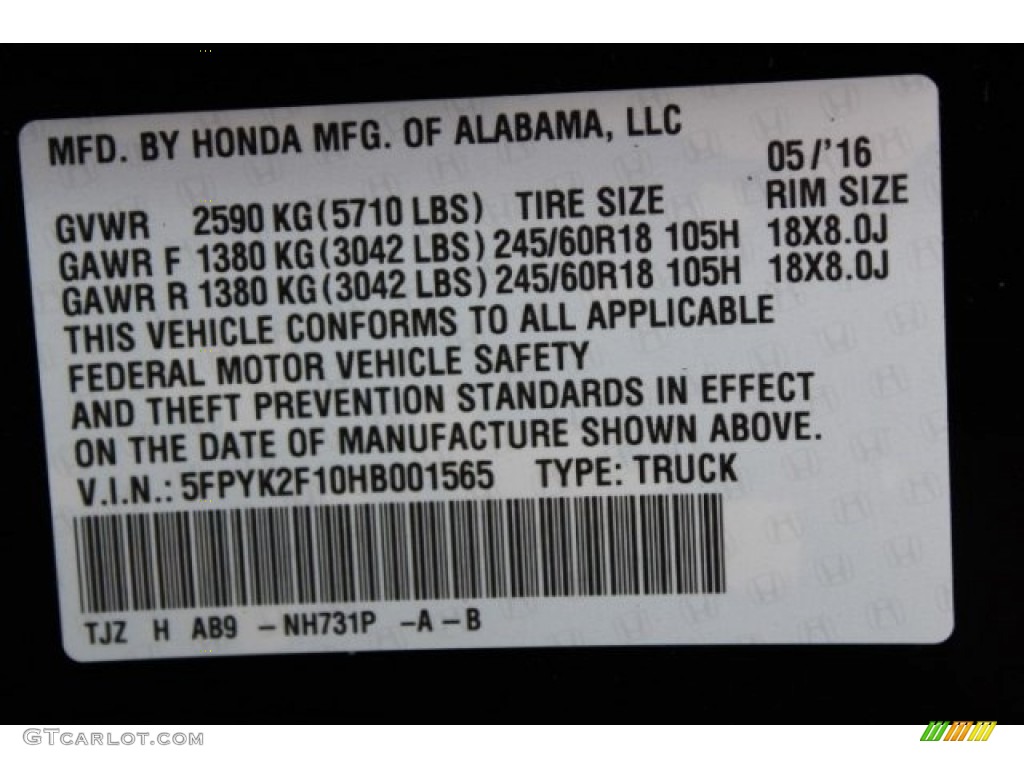 MFD. BY HONDA MFG. OF ALABAMA, LLC
05/'16
GVWR 2590 KG(5710 LBS) TIRE SIZE RIM SIZE
GAWR F 1380 KG(3042 LBS) 245/60R18 105H 18X8.0J
GAWR R 1380 KG(3042 LBS) 245/60R18 105H 18X8.0J
THIS VEHICLE CONFORMS TO ALL APPLICABLE
FEDERAL MOTOR VEHICLE SAFETY
AND THEFT PREVENTION STANDARDS IN EFFECT
ON THE DATE OF MANUFACTURE SHOWN ABOVE.
V.I.N.: 5FPYK2F10HB001565 TYPE: TRUCK
TJZ H AB9 -NH731P -A-B
GTCARLOT.COM